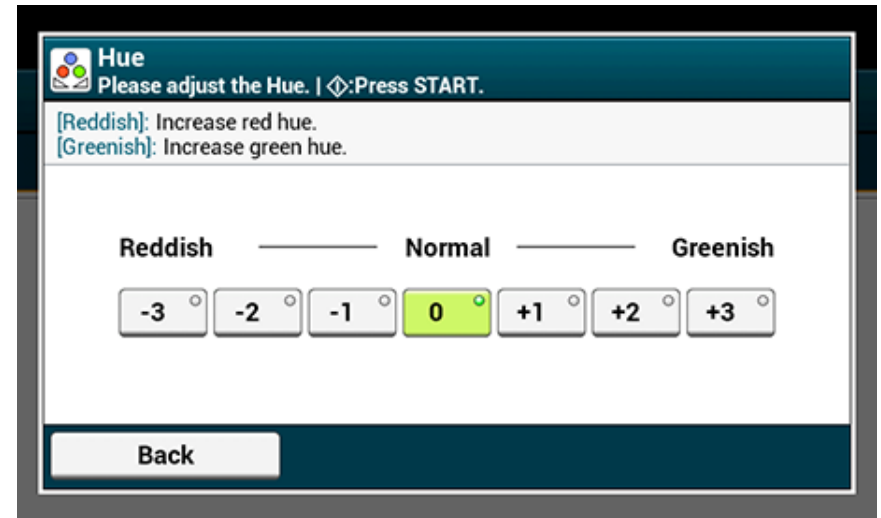 Hue
Please adjust the Hue. | :Press START.
[Reddish]: Increase red hue.
[Greenish]: Increase green hue.
Reddish Normal Greenish
-3 -2 -1 0 +1 +2 +3
Back